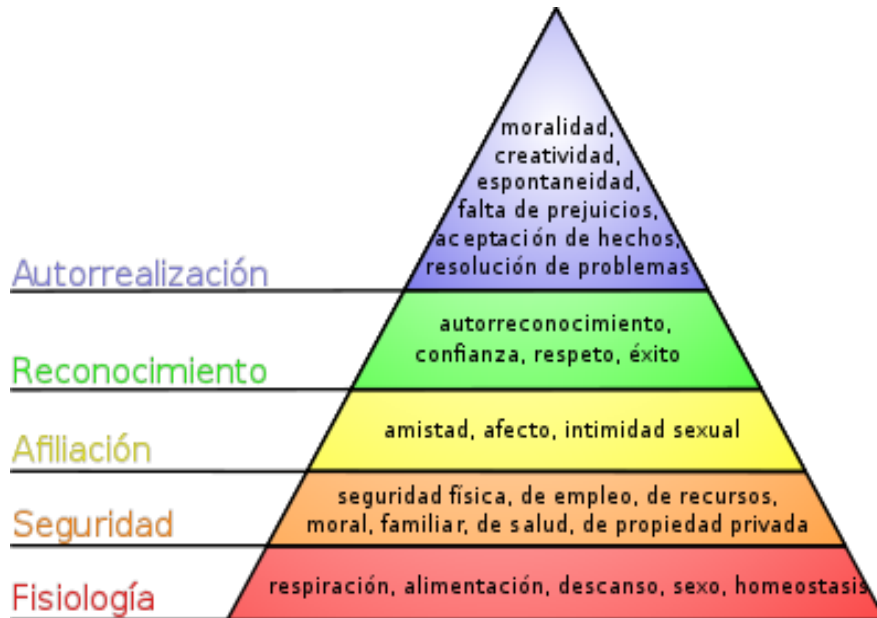 moralidad,
creatividad,
espontaneidad,
falta de prejuicios,
aceptación de hechos,
resolución de problemas
Autorrealización
autorreconocimiento,
confianza, respeto, éxito
Reconocimiento
amistad, afecto, intimidad sexual
Afiliación
seguridad física, de empleo, de recursos,
moral, familiar, de salud, de propiedad privada
Seguridad
respiración, alimentación, descanso, sexo, homeostasis
Fisiología